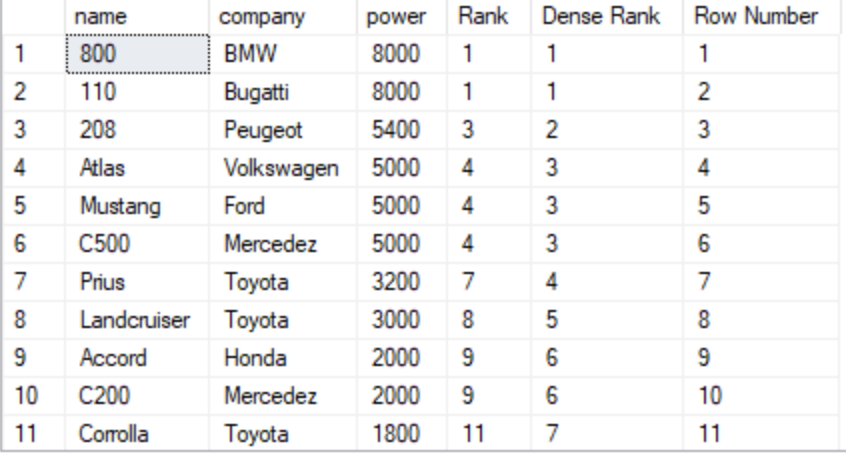 name company power Rank Dense Rank Row Number
1 800 BMW 8000 1 1 1
2 110 Bugatti 8000 1 1 2
3 208 Peugeot 5400 3 2 3
4 Atlas Volkswagen 5000 4 3 4
5 Mustang Ford 5000 4 3 5
6 C500 Mercedez 5000 4 3 6
7 Prius Toyota 3200 7 4 7
8 Landcruiser Toyota 3000 8 5 8
9 Accord Honda 2000 9 6 9
10 C200 Mercedez 2000 9 6 10
11 Corrolla Toyota 1800 11 7 11